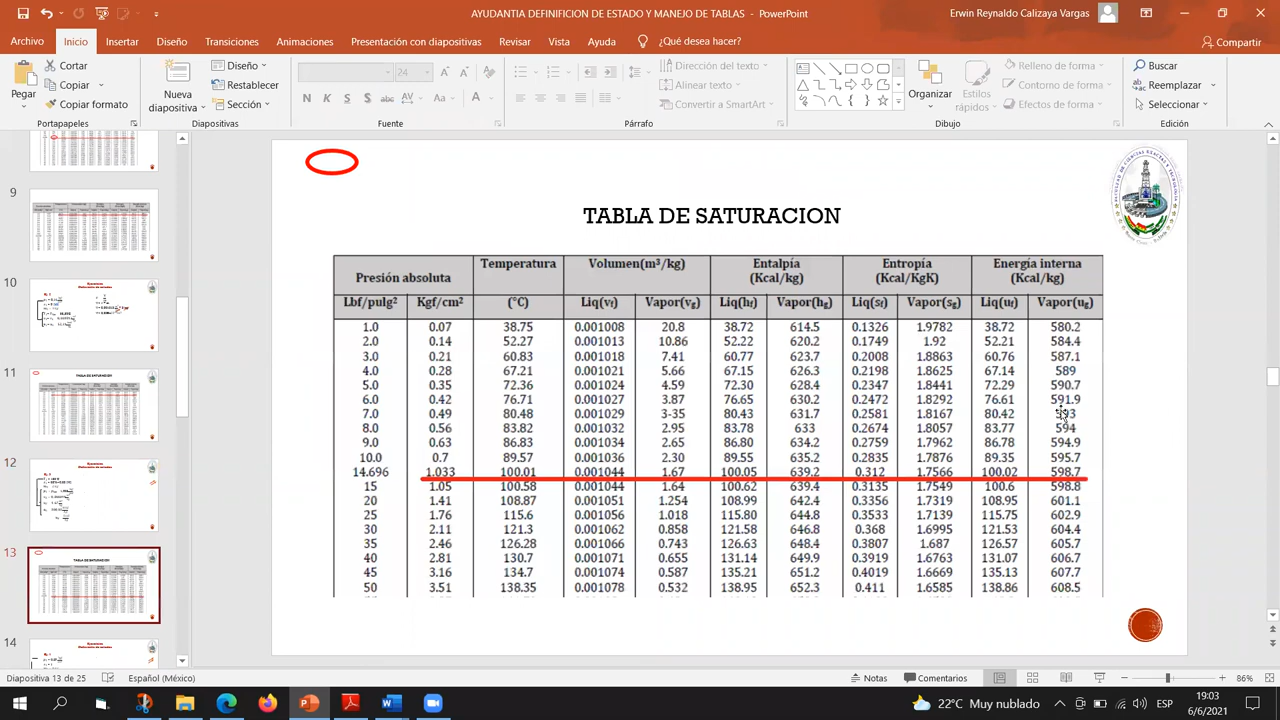 AYUDANTIA DEFINIFICION DE ESTADO Y MANEJO DE TABLAS - PowerPoint
Erwin Reynaldo Calizaya Vargas
Archivo Inicio Insertar Diseño Transiciones Animaciones Presentación con diapositivas Revisar Vista Ayuda ¿Qué desea hacer? Compartir
Pegar
Cortar
Copiar
Copiar formato
Portapapeles
Nueva diapositiva
Diseño
Restablecer
Sección
Diapositivas
24
N K S S abc AV Aa A
Fuente
Dirección del texto
Alinear texto
Convertir a SmartArt
Párrafo
Organizar
Estilos rápidos
Relleno de forma
Contorno de forma
Efectos de forma
Dibujo
Buscar
Reemplazar
Seleccionar
Edición
9
10
11
12
13
14
TABLA DE SATURACION
Presión absoluta Temperatura Volumen(m³/kg) Entalpía (Kcal/kg) Entropía (Kcal/KgK) Energía interna (Kcal/kg)
Lbf/pulg² Kgf/cm² (°C) Liq(vf) Vapor(vg) Liq(hf) Vapor(hg) Liq(sf) Vapor(sg) Liq(uf) Vapor(ug)
1.0 0.07 38.75 0.001008 20.8 38.72 614.5 0.1326 1.9782 38.72 580.2
2.0 0.14 52.27 0.001013 10.86 52.22 620.2 0.1749 1.92 52.21 584.4
3.0 0.21 60.83 0.001018 7.41 60.77 623.7 0.2008 1.8863 60.76 587.1
4.0 0.28 67.21 0.001021 5.66 67.15 626.3 0.2198 1.8625 67.14 589
5.0 0.35 72.36 0.001024 4.59 72.30 628.4 0.2347 1.8441 72.29 590.7
6.0 0.42 76.71 0.001027 3.87 76.65 630.2 0.2472 1.8292 76.61 591.9
7.0 0.49 80.48 0.001029 3-35 80.43 631.7 0.2581 1.8167 80.42
8.0 0.56 83.82 0.001032 2.95 83.78 633 0.2674 1.8057 83.77 594
9.0 0.63 86.83 0.001034 2.65 86.80 634.2 0.2759 1.7962 86.78 594.9
10.0 0.7 89.57 0.001036 2.30 89.55 635.2 0.2835 1.7876 89.35 595.7
14.696 1.033 100.01 0.001044 1.67 100.05 639.2 0.312 1.7566 100.02 598.7
15 1.05 100.58 0.001044 1.64 100.62 639.4 0.3135 1.7549 100.6 598.8
20 1.41 108.87 0.001051 1.254 108.99 642.4 0.3356 1.7319 108.95 601.1
25 1.76 115.6 0.001056 1.018 115.80 644.8 0.3533 1.7139 115.75 602.9
30 2.11 121.3 0.001062 0.858 121.58 646.8 0.368 1.6995 121.53 604.4
35 2.46 126.28 0.001066 0.743 126.63 648.4 0.3807 1.687 126.57 605.7
40 2.81 130.7 0.001071 0.655 131.14 649.9 0.3919 1.6763 131.07 606.7
45 3.16 134.7 0.001074 0.587 135.21 651.2 0.4019 1.6669 135.13 607.7
50 3.51 138.35 0.001078 0.532 138.95 652.3 0.411 1.6585 138.86 608.5
Diapositiva 13 de 25 Español (México) Notas Comentarios 86%
22°C Muy nublado ESP 19:03
6/6/2021